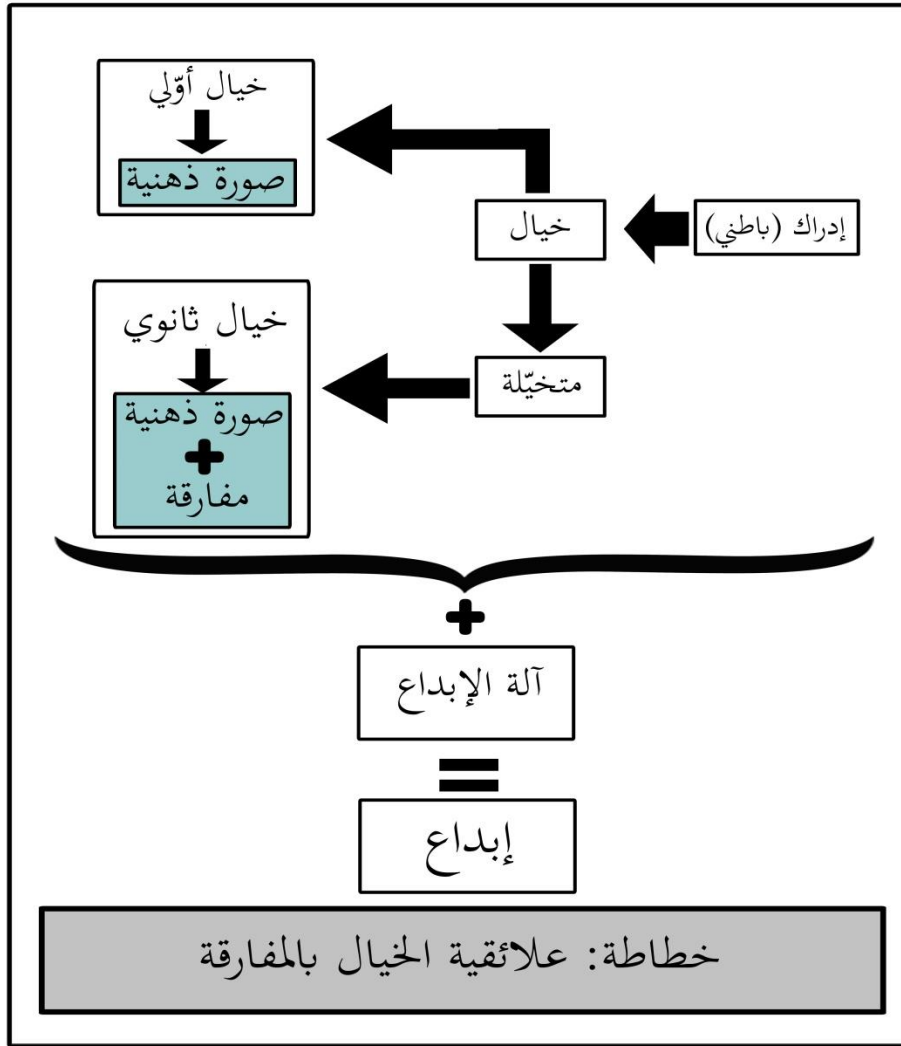 خيال أوّلي
صورة ذهنية
إدراك (باطني)
خيال
خيال ثانوي
متخيّلة
صورة ذهنية
+
مفارقة
+
آلة الإبداع
=
إبداع
خطاطة: علائقية الخيال بالمفارقة